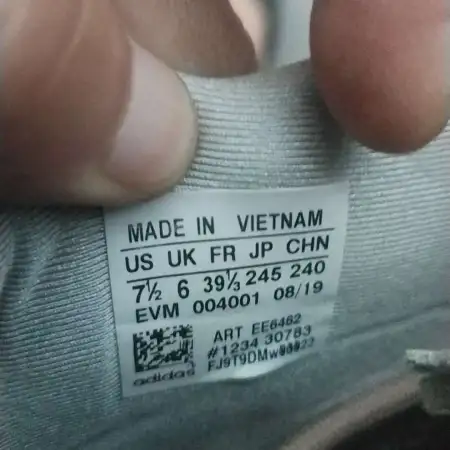 MADE IN VIETNAM
US UK FR JP CHN
7½ 6 39⅓ 245 240
EVM 004001 08/19
ART EE6462
#1234 30783
adidas